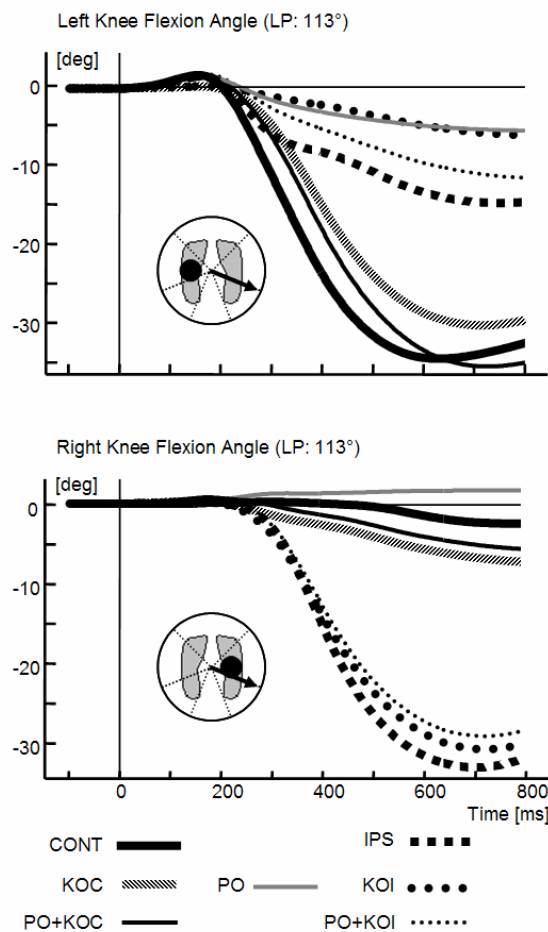 Left Knee Flexion Angle (LP: 113°)
[deg]
0
-10
-20
-30
Right Knee Flexion Angle (LP: 113°)
[deg]
0
-10
-20
-30
0 200 400 600 800
Time [ms]
CONT IPS
KOC PO KOI
PO+KOC PO+KOI